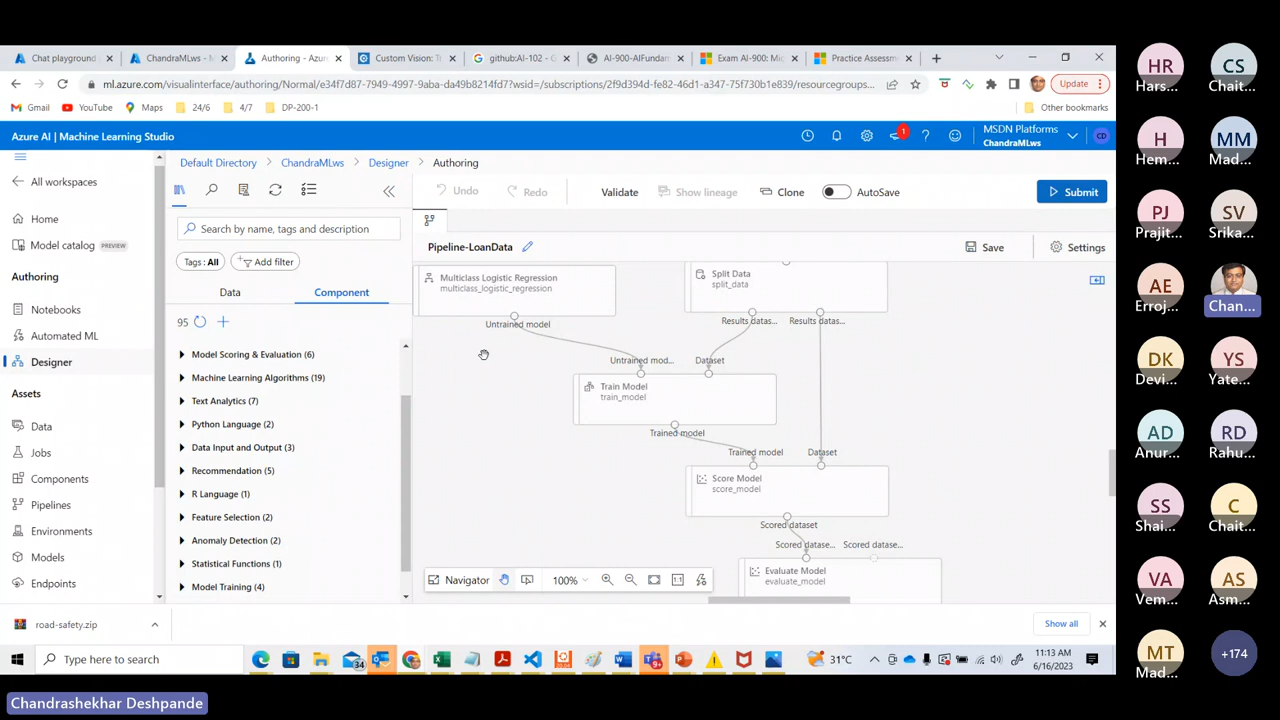 Chat playground
ChandraMLws - M
Authoring - Azure
Custom Vision: Tr
github:AI-102 - G
AI-900-AIFundam
Exam AI-900: Mic
Practice Assessm
ml.azure.com/visualinterface/authoring/Normal/e34f7d87-7949-4997-9aba-da49b8214fd7?wsid=/subscriptions/2f9d394d-fe82-46d1-a347-75f730b1e839/resourcegroups...
Update
Gmail
YouTube
Maps
24/6
4/7
DP-200-1
Other bookmarks
Azure AI | Machine Learning Studio
1
MSDN Platforms
ChandraMLws
CD
All workspaces
Home
Model catalog
PREVIEW
Authoring
Notebooks
Automated ML
Designer
Assets
Data
Jobs
Components
Pipelines
Environments
Models
Endpoints
Default Directory > ChandraMLws > Designer > Authoring
Undo
Redo
Validate
Show lineage
Clone
AutoSave
Submit
Search by name, tags and description
Tags : All
Add filter
Data
Component
95
Model Scoring & Evaluation (6)
Machine Learning Algorithms (19)
Text Analytics (7)
Python Language (2)
Data Input and Output (3)
Recommendation (5)
R Language (1)
Feature Selection (2)
Anomaly Detection (2)
Statistical Functions (1)
Model Training (4)
Pipeline-LoanData
Save
Settings
Multiclass Logistic Regression
multiclass_logistic_regression
Untrained model
Split Data
split_data
Results datas...
Results datas...
Untrained mod...
Dataset
Train Model
train_model
Trained model
Trained model
Dataset
Score Model
score_model
Scored dataset
Scored datase...
Scored datase...
Evaluate Model
evaluate_model
Navigator
100%
1:1
road-safety.zip
Show all
Type here to search
34
9+
31°C
11:13 AM
6/16/2023
HR
Hars...
CS
Chait...
H
Hem...
MM
Mad...
PJ
Prajit...
SV
Srika...
AE
Erroj...
Chan...
DK
Devi...
YS
Yate...
AD
Anur...
RD
Rahu...
SS
Shai...
C
Chait...
VA
Vem...
AS
Asm...
MT
Mad...
+174
Chandrashekhar Deshpande